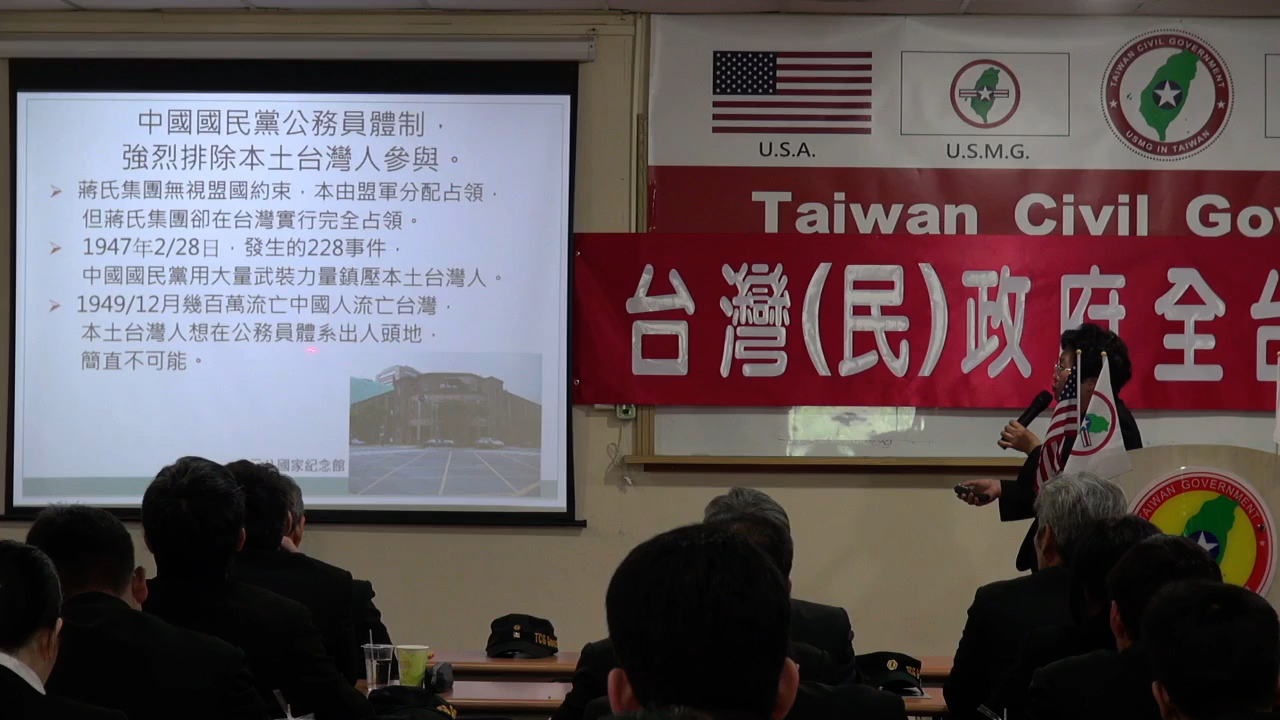 中國國民黨公務員體制，
強烈排除本土台灣人參與。
蔣氏集團無視盟國約束，本由盟軍分配占領，
但蔣氏集團卻在台灣實行完全占領。
1947年2/28日，發生的228事件，
中國國民黨用大量武裝力量鎮壓本土台灣人。
1949/12月幾百萬流亡中國人流亡台灣，
本土台灣人想在公務員體系出人頭地，
簡直不可能。
國家紀念館
U.S.A.
U.S.M.G.
TAIWAN CIVIL GOVERNMENT
USMG IN TAIWAN
Taiwan Civil Go
台灣(民)政府全台
TAIWAN GOVERNMENT
TCG